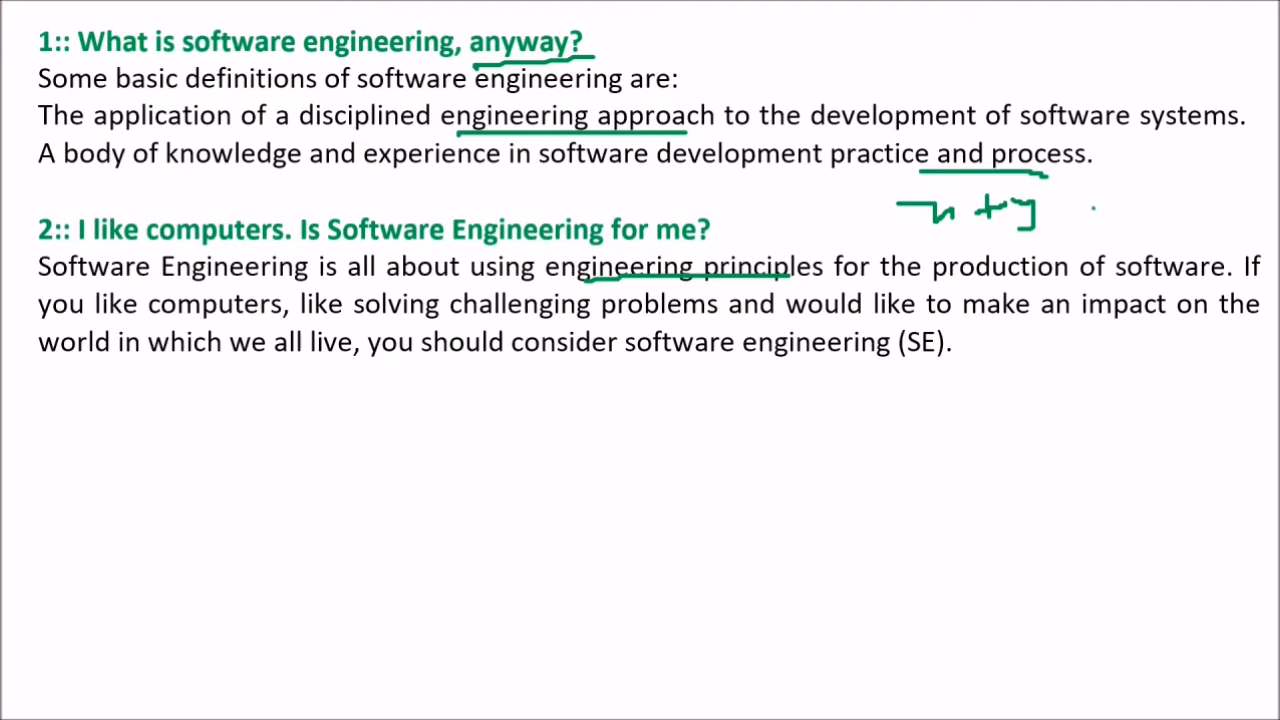 1:: What is software engineering, anyway?
Some basic definitions of software engineering are:
The application of a disciplined engineering approach to the development of software systems.
A body of knowledge and experience in software development practice and process.
2:: I like computers. Is Software Engineering for me?
Software Engineering is all about using engineering principles for the production of software. If
you like computers, like solving challenging problems and would like to make an impact on the
world in which we all live, you should consider software engineering (SE).